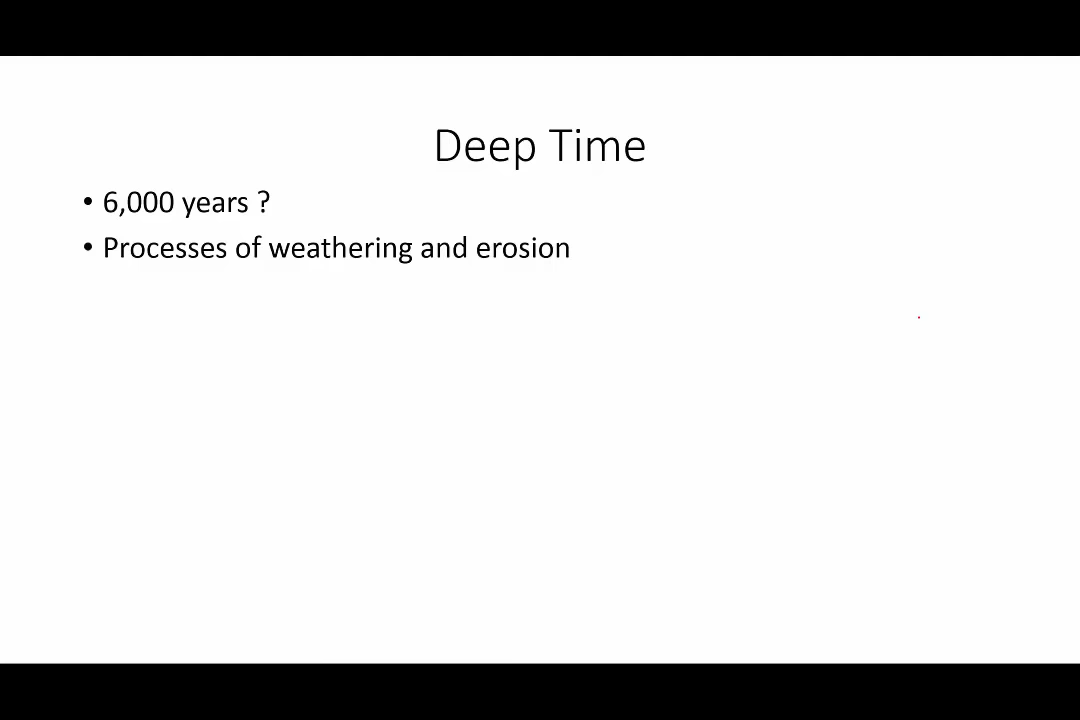 Deep Time
• 6,000 years ?
• Processes of weathering and erosion